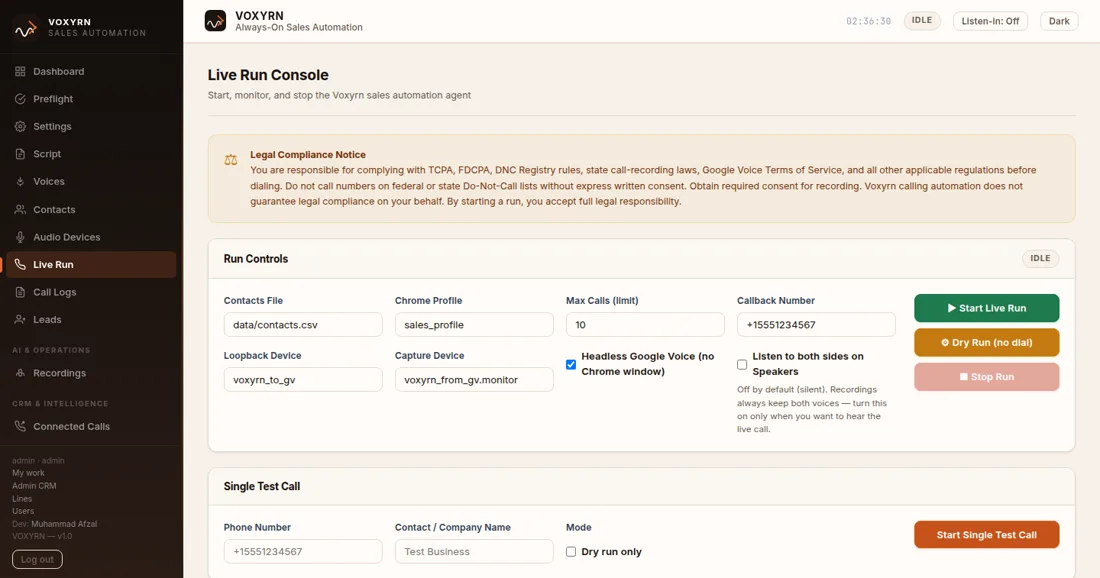 VOXYRN
SALES AUTOMATION
Dashboard
Preflight
Settings
Script
Voices
Contacts
Audio Devices
Live Run
Call Logs
Leads
AI & OPERATIONS
Recordings
CRM & INTELLIGENCE
Connected Calls
admin · admin
My work
Admin CRM
Lines
Users
Dev: Muhammad Afzal
VOXYRN — v1.0
Log out
VOXYRN
Always-On Sales Automation
02:36:30
IDLE
Listen-in: Off
Dark
Live Run Console
Start, monitor, and stop the Voxyrn sales automation agent
Legal Compliance Notice
You are responsible for complying with TCPA, FDCPA, DNC Registry rules, state call-recording laws, Google Voice Terms of Service, and all other applicable regulations before
dialing. Do not call numbers on federal or state Do-Not-Call lists without express written consent. Obtain required consent for recording. Voxyrn calling automation does not
guarantee legal compliance on your behalf. By starting a run, you accept full legal responsibility.
Run Controls
IDLE
Contacts File
data/contacts.csv
Chrome Profile
sales_profile
Max Calls (limit)
10
Callback Number
+15551234567
Loopback Device
voxyrn_to_gv
Capture Device
voxyrn_from_gv.monitor
Headless Google Voice (no
Chrome window)
Listen to both sides on
Speakers
Off by default (silent). Recordings
always keep both voices — turn this
on only when you want to hear the
live call.
Start Live Run
Dry Run (no dial)
Stop Run
Single Test Call
Phone Number
+15551234567
Contact / Company Name
Test Business
Mode
Dry run only
Start Single Test Call